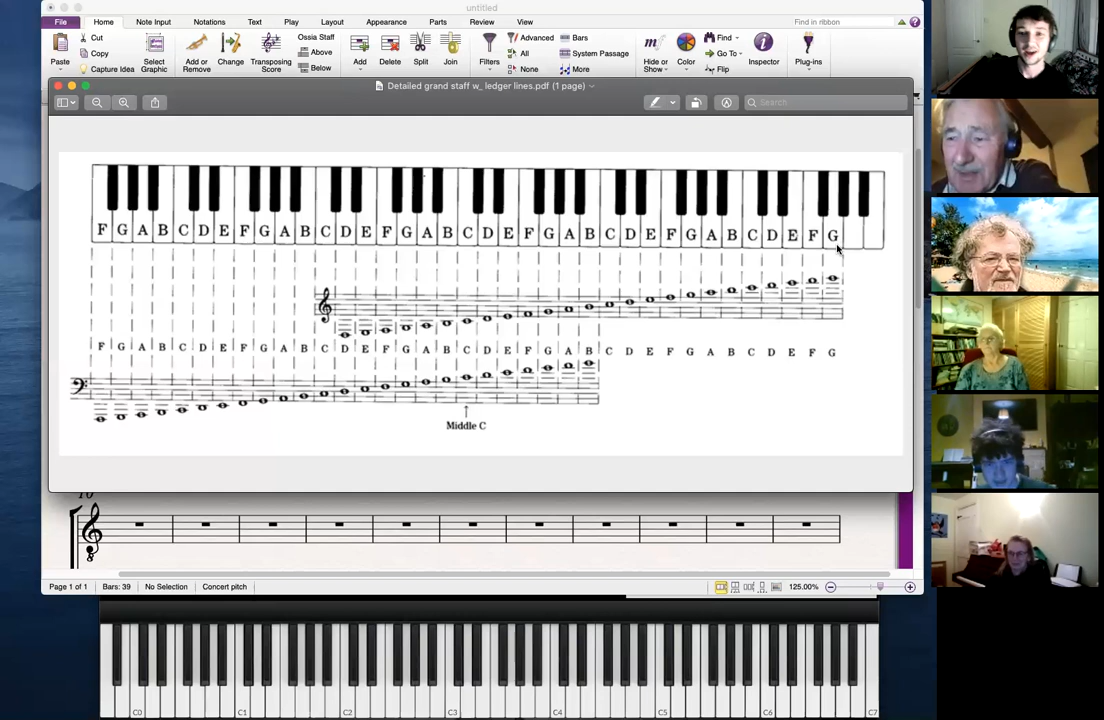 untitled
File Home Note Input Notations Text Play Layout Appearance Parts Review View Find in ribbon
Paste
Cut
Copy
Capture Idea
Select Graphic
Add or Remove
Change
Transposing Score
Ossia Staff
Above
Below
Add
Delete
Split
Join
Filters
Advanced
All
None
Bars
System Passage
More
Hide or Show
Color
Find
Go To
Flip
Inspector
Plug-ins
Detailed grand staff w_ ledger lines.pdf (1 page)
Search
F G A B C D E F G A B C D E F G A B C D E F G A B C D E F G A B C D E F G
F G A B C D E F G A B C D E F G A B C D E F G A B C D E F G A B C D E F G
Middle C
10
8
Page 1 of 1 Bars: 39 No Selection Concert pitch 125.00%
C0 C1 C2 C3 C4 C5 C6 C7